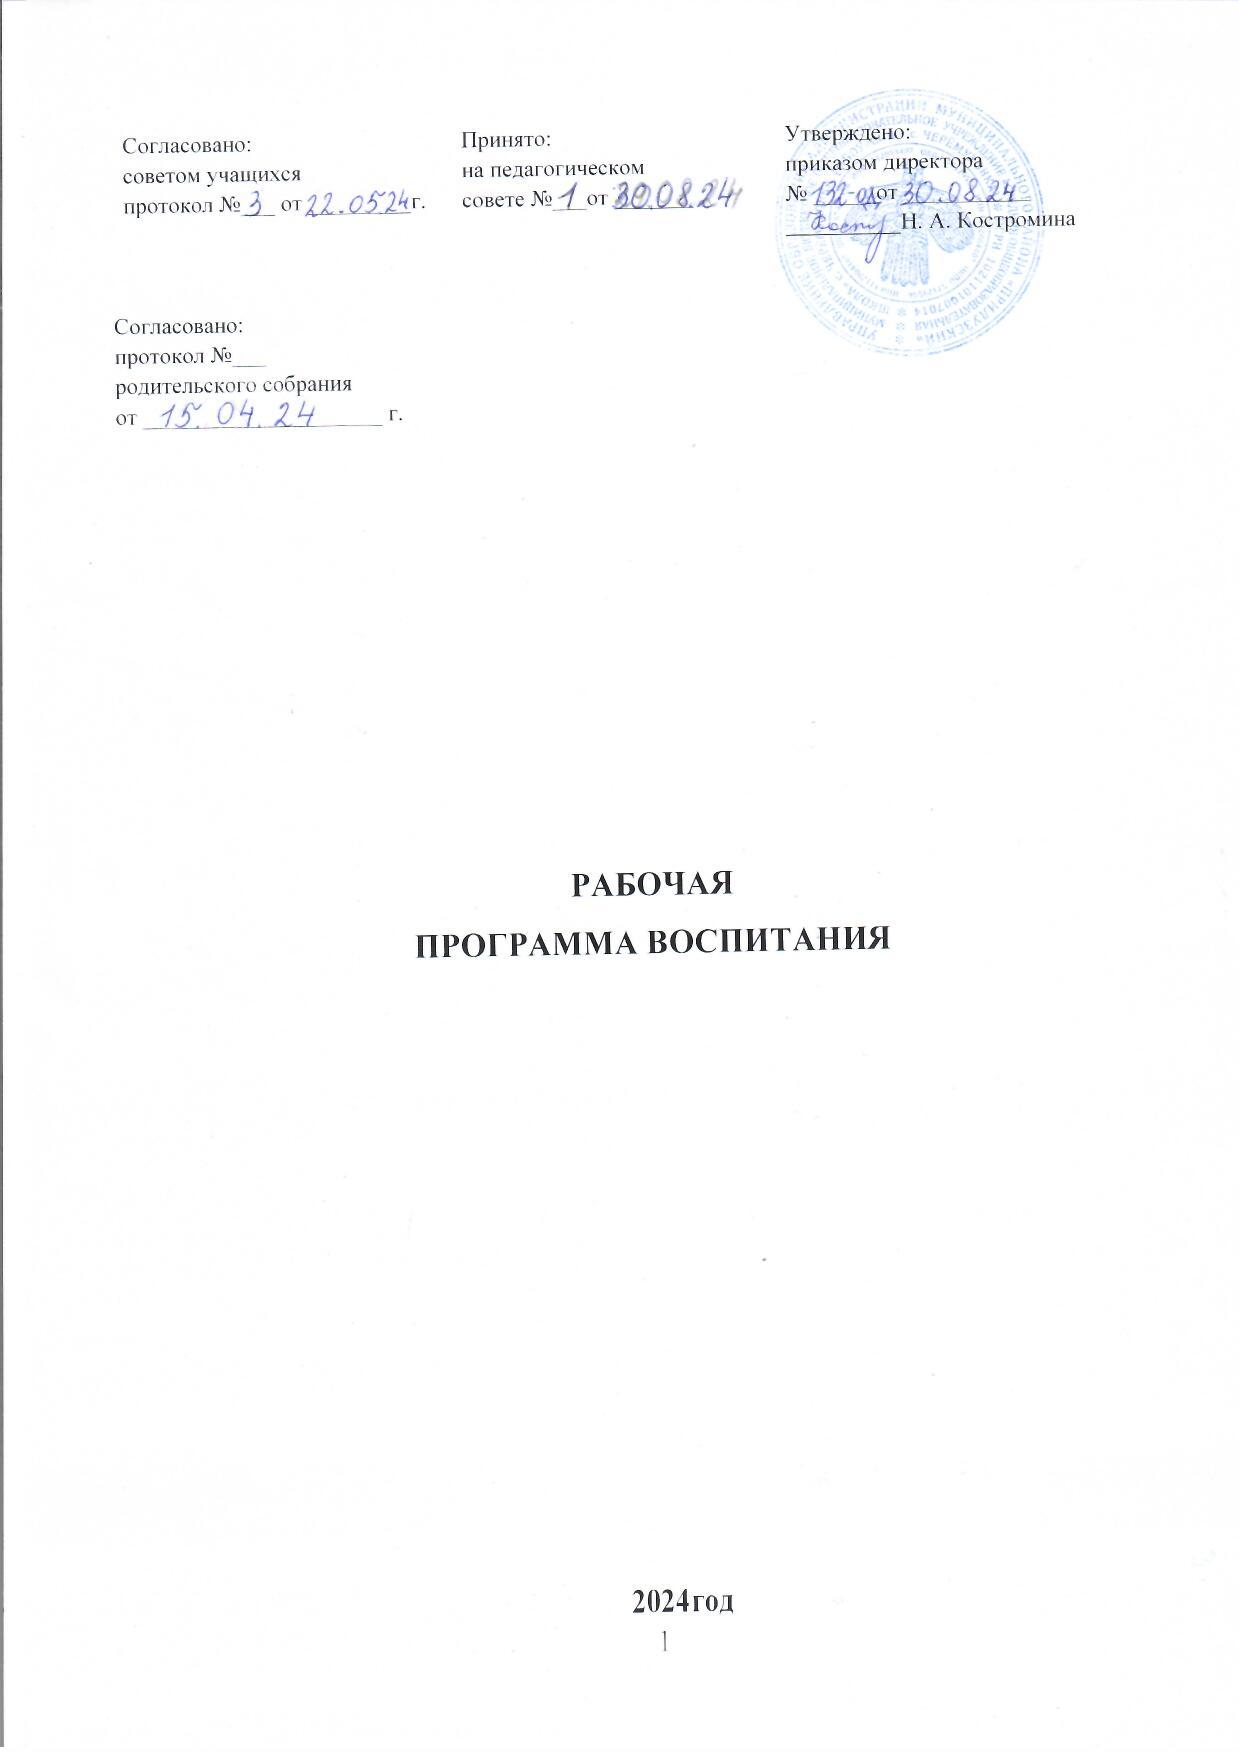 Согласовано:
советом учащихся
протокол № 3 от 22.0524г.
Принято:
на педагогическом
совете № 1 от 30.08.24
Утверждено:
приказом директора
№ 132-од от 30.08.24
Н. А. Костромина
Согласовано:
протокол №___
родительского собрания
от 15.04.24 г.
РАБОЧАЯ
ПРОГРАММА ВОСПИТАНИЯ
2024год
1